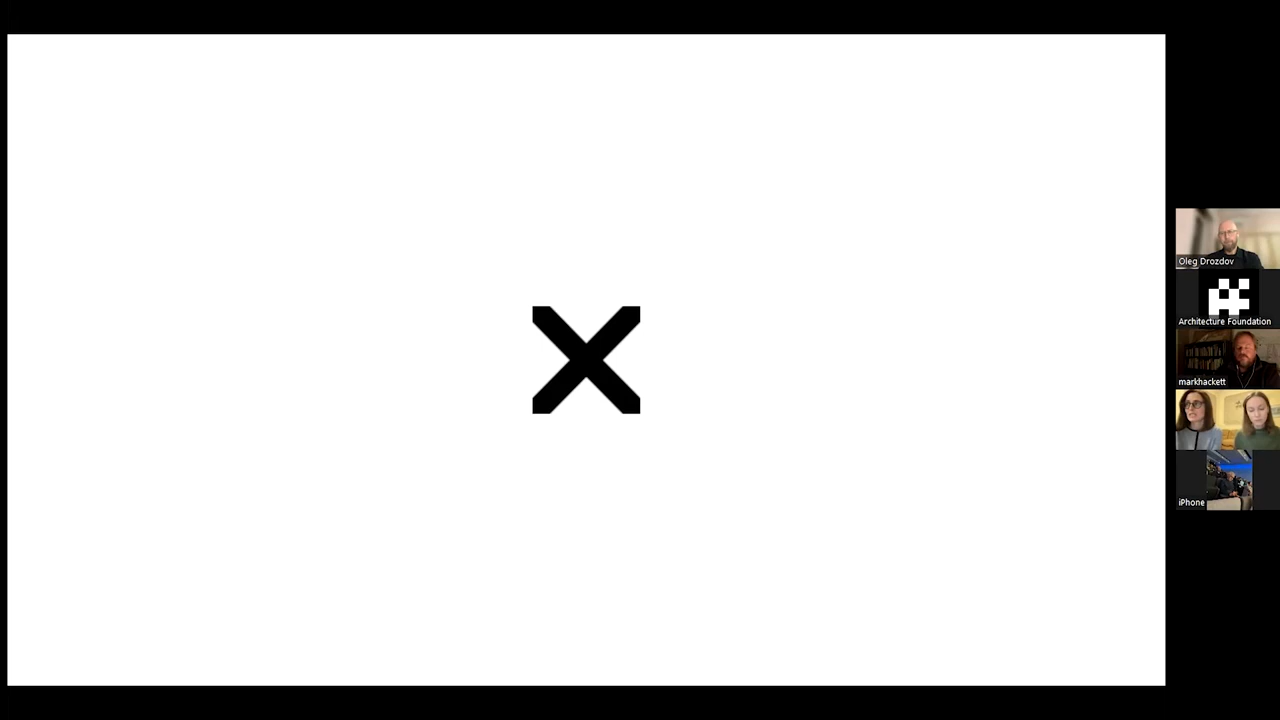 X
Oleg Drozdov
Architecture Foundation
markhackett
iPhone